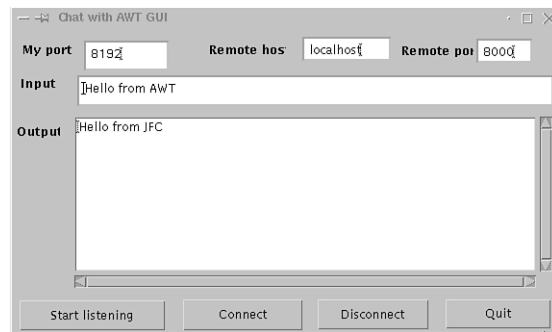 Chat with AWT GUI
My port 8192 Remote hos localhost Remote por 8000
Input Hello from AWT
Output Hello from JFC
Start listening Connect Disconnect Quit